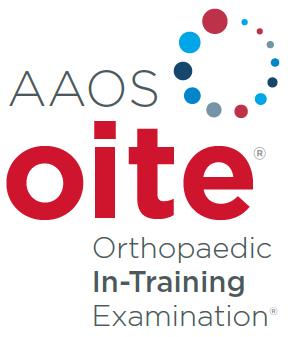 AAOS
oite®
Orthopaedic
In-Training
Examination®